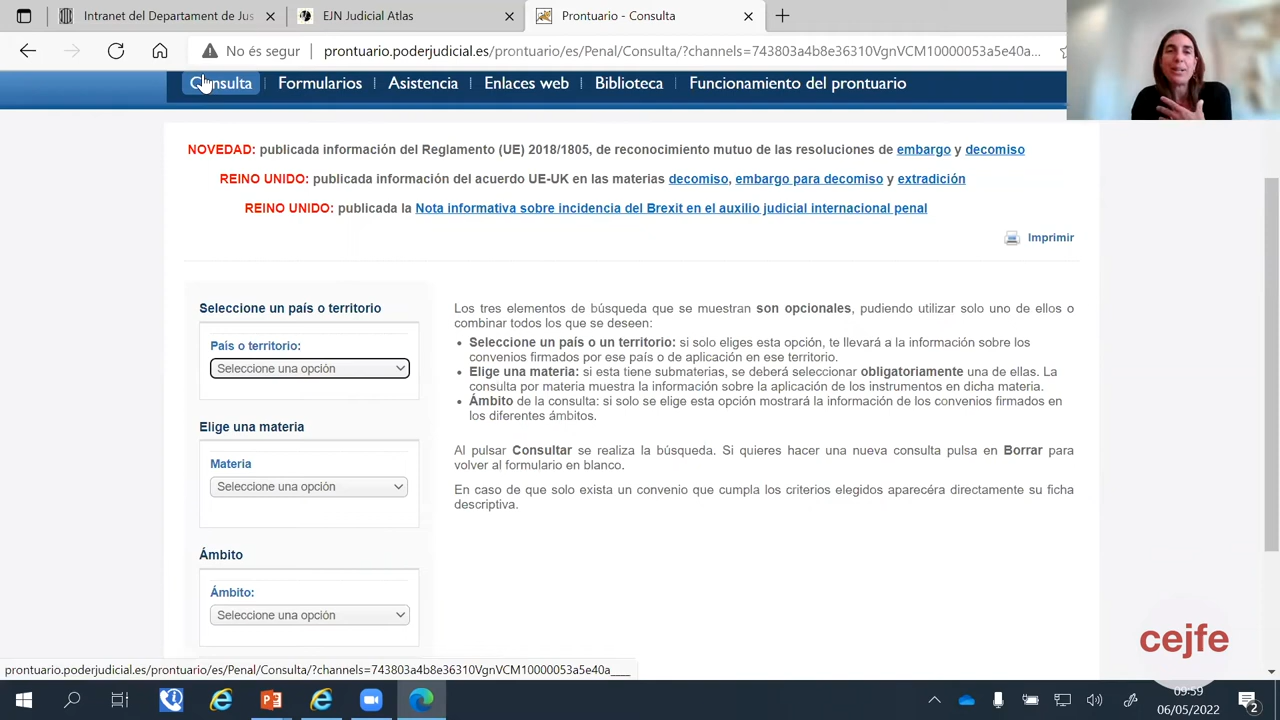 Intranet del Departament de Jus
EJN Judicial Atlas
Prontuario - Consulta
No és segur
prontuario.poderjudicial.es/prontuario/es/Penal/Consulta/?channels=743803a4b8e36310VgnVCM10000053a5e40a...
Consulta
Formularios
Asistencia
Enlaces web
Biblioteca
Funcionamiento del prontuario
NOVEDAD: publicada información del Reglamento (UE) 2018/1805, de reconocimiento mutuo de las resoluciones de embargo y decomiso
REINO UNIDO: publicada información del acuerdo UE-UK en las materias decomiso, embargo para decomiso y extradición
REINO UNIDO: publicada la Nota informativa sobre incidencia del Brexit en el auxilio judicial internacional penal
Imprimir
Seleccione un país o territorio
País o territorio:
Seleccione una opción
Elige una materia
Materia
Seleccione una opción
Ámbito
Ámbito:
Seleccione una opción
Los tres elementos de búsqueda que se muestran son opcionales, pudiendo utilizar solo uno de ellos o
combinar todos los que se deseen:
• Seleccione un país o un territorio: si solo eliges esta opción, te llevará a la información sobre los
convenios firmados por ese país o de aplicación en ese territorio.
• Elige una materia: si esta tiene submaterias, se deberá seleccionar obligatoriamente una de ellas. La
consulta por materia muestra la información sobre la aplicación de los instrumentos en dicha materia.
• Ámbito de la consulta: si solo se elige esta opción mostrará la información de los convenios firmados en
los diferentes ámbitos.
Al pulsar Consultar se realiza la búsqueda. Si quieres hacer una nueva consulta pulsa en Borrar para
volver al formulario en blanco.
En caso de que solo exista un convenio que cumpla los criterios elegidos aparecéra directamente su ficha
descriptiva.
cejfe
prontuario.poderjudicial.es/prontuario/es/Penal/Consulta/?channels=743803a4b8e36310VgnVCM10000053a5e40a___
09:59
06/05/2022
2